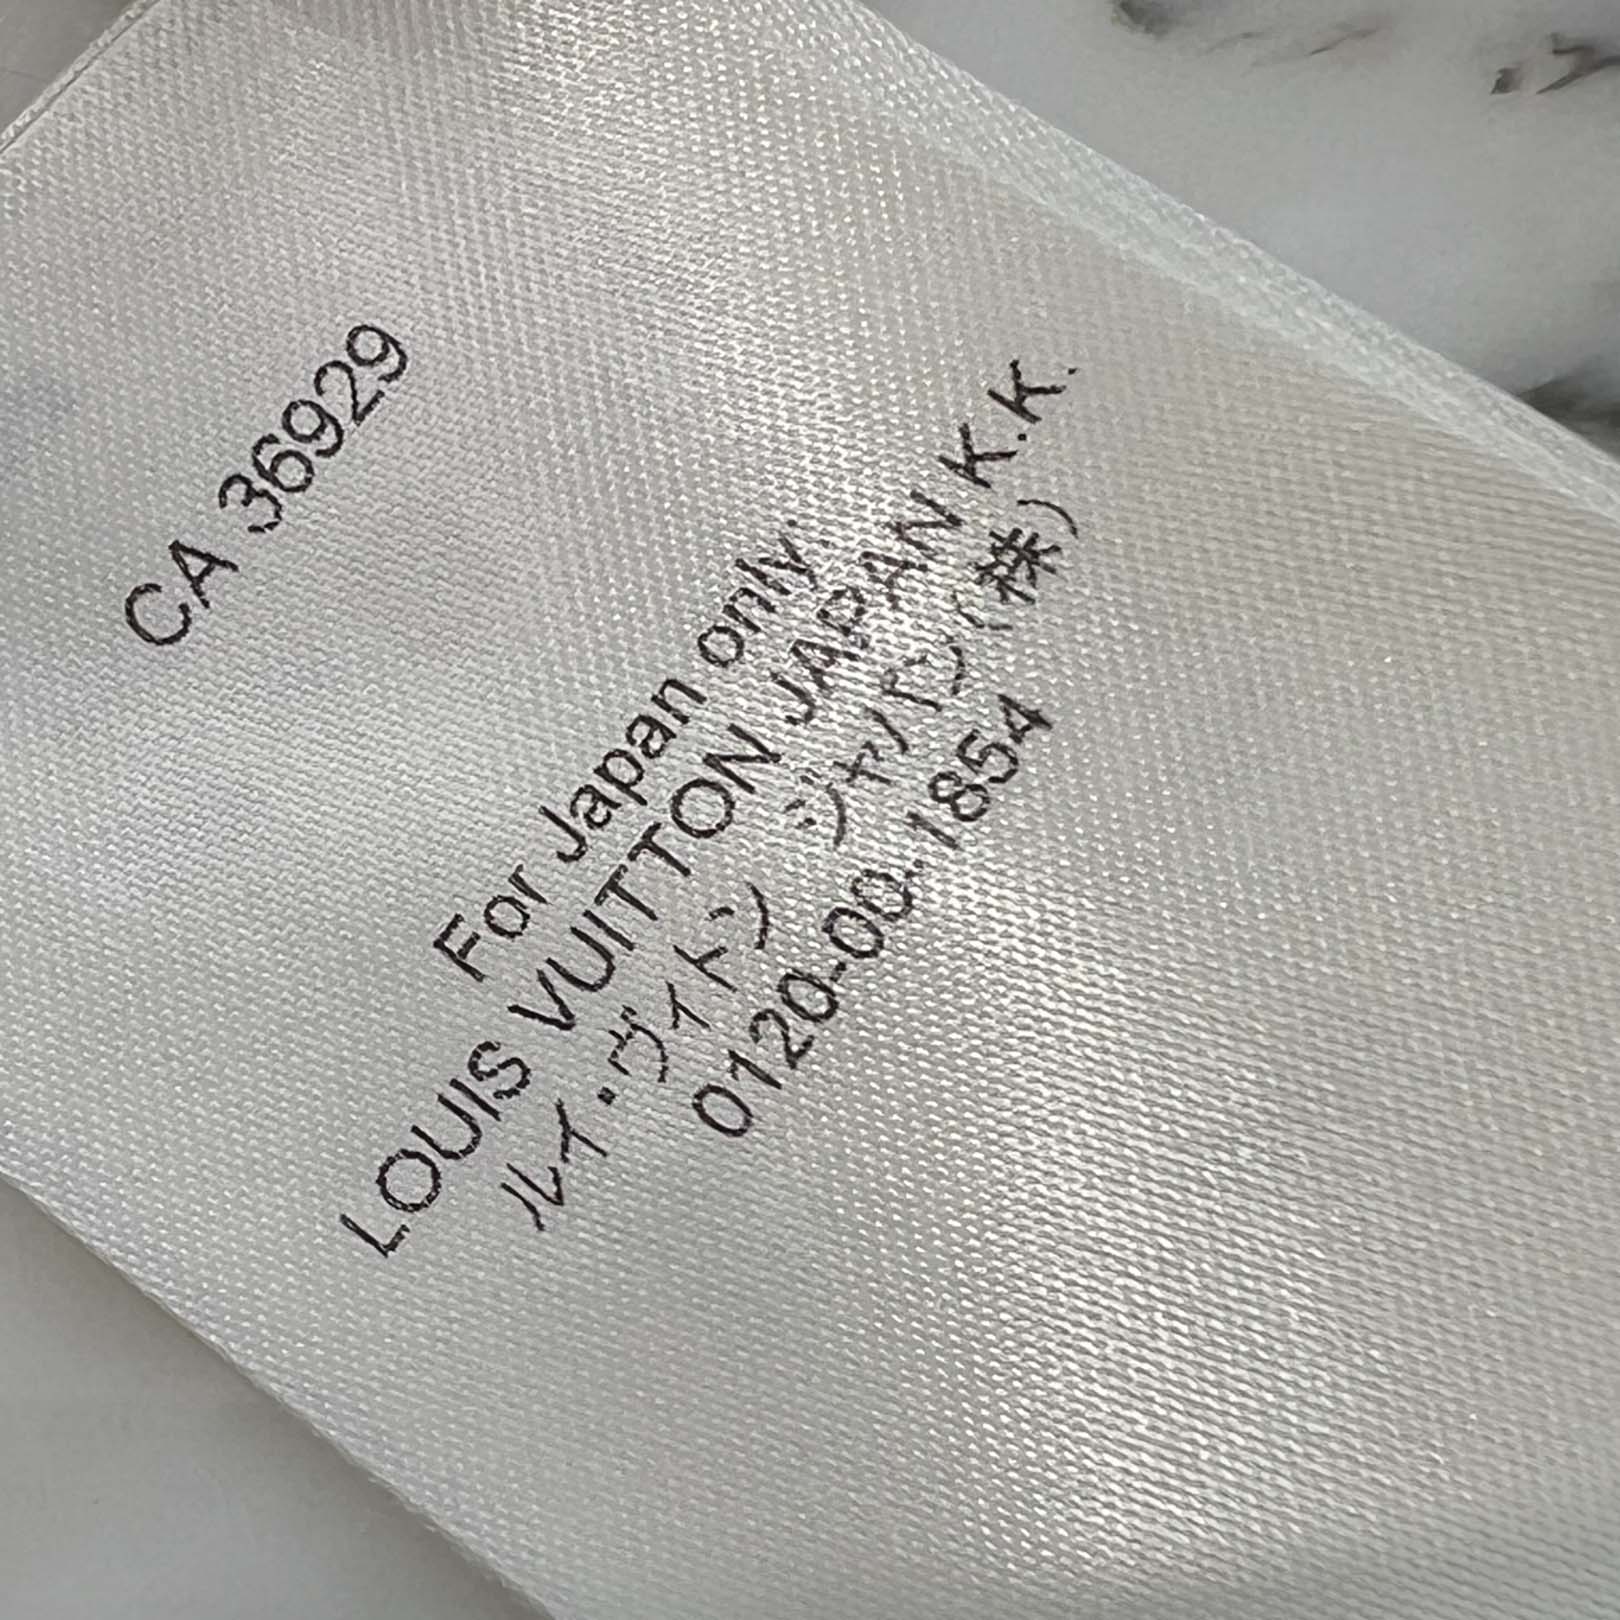 CA 36929
For Japan only.
LOUIS VUITTON JAPAN K.K.
ルイ・ヴイトン ジャパン(株)
0120-00-1854